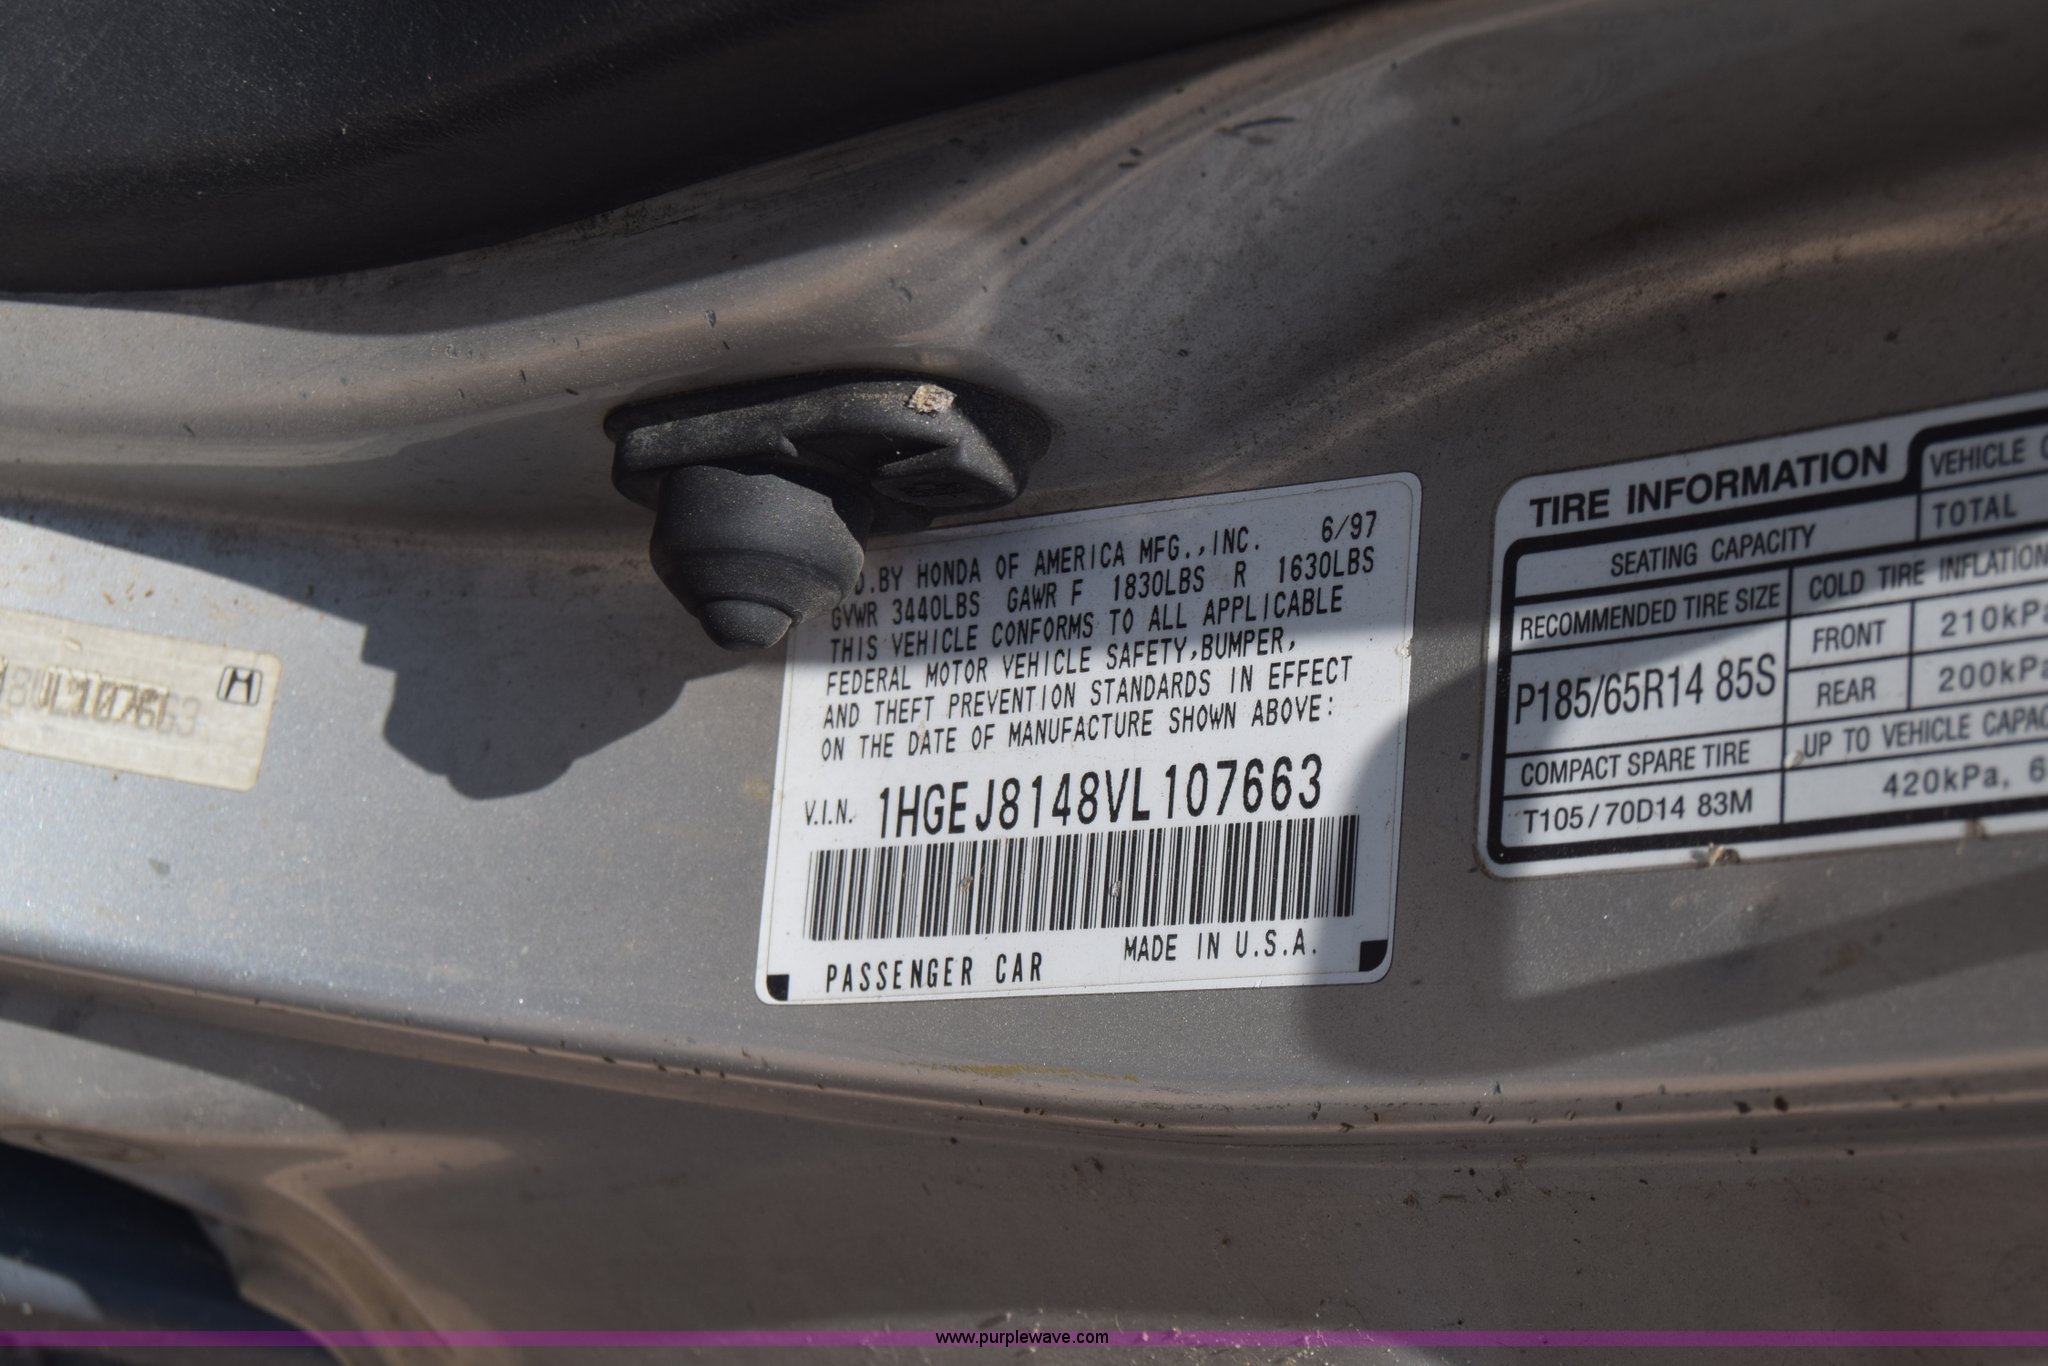 .BY HONDA OF AMERICA MFG.,INC. 6/97
GVWR 3440LBS GAWR F 1830LBS R 1630LBS
THIS VEHICLE CONFORMS TO ALL APPLICABLE
FEDERAL MOTOR VEHICLE SAFETY,BUMPER,
AND THEFT PREVENTION STANDARDS IN EFFECT
ON THE DATE OF MANUFACTURE SHOWN ABOVE:
V.I.N. 1HGEJ8148VL107663
PASSENGER CAR MADE IN U.S.A.
TIRE INFORMATION
VEHICLE
SEATING CAPACITY
TOTAL
RECOMMENDED TIRE SIZE
COLD TIRE INFLATION
P185/65R14 85S
FRONT
210kPa
REAR
200kPa
COMPACT SPARE TIRE
UP TO VEHICLE
T105/70D14 83M
420kPa, 6
www.purplewave.com